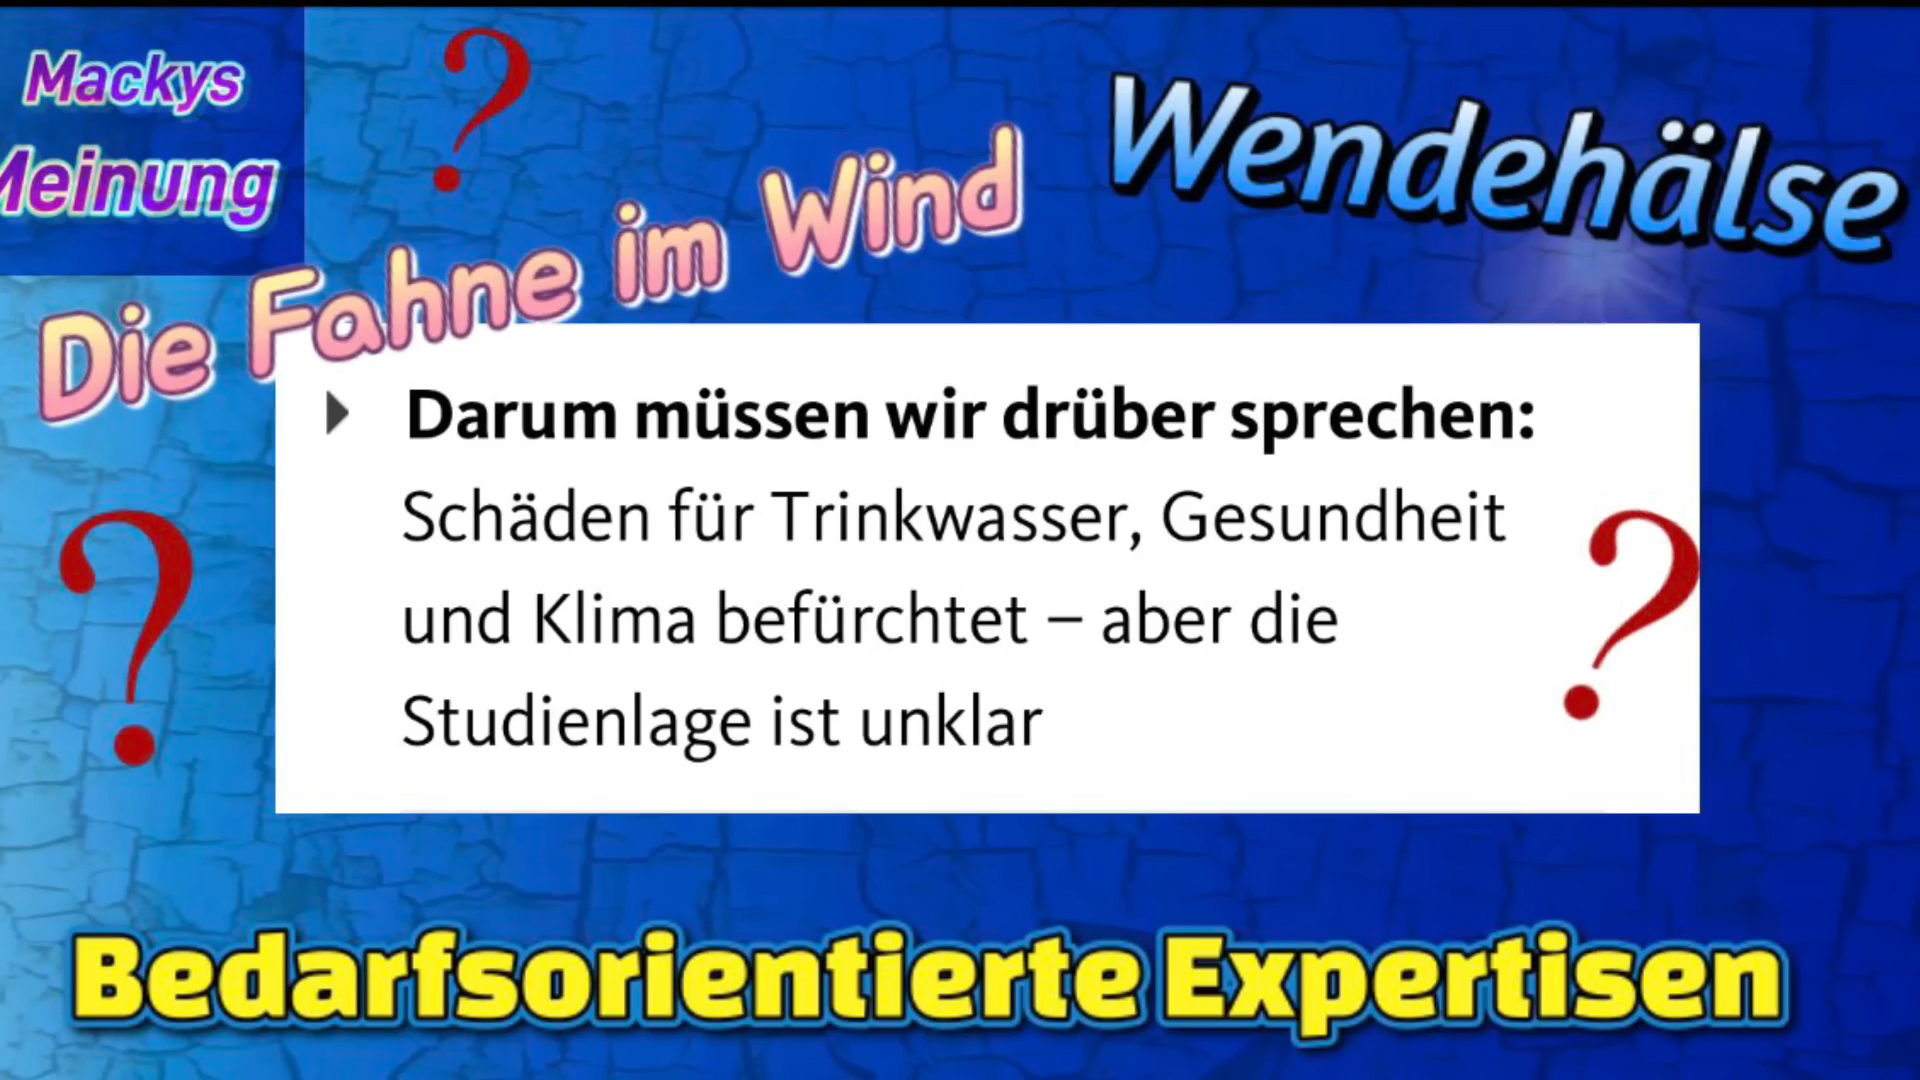 Mackys
Meinung
Die Fahne im Wind
Wendehälse
Darum müssen wir drüber sprechen:
Schäden für Trinkwasser, Gesundheit
und Klima befürchtet – aber die
Studienlage ist unklar
?
?
?
Bedarfsorientierte Expertisen